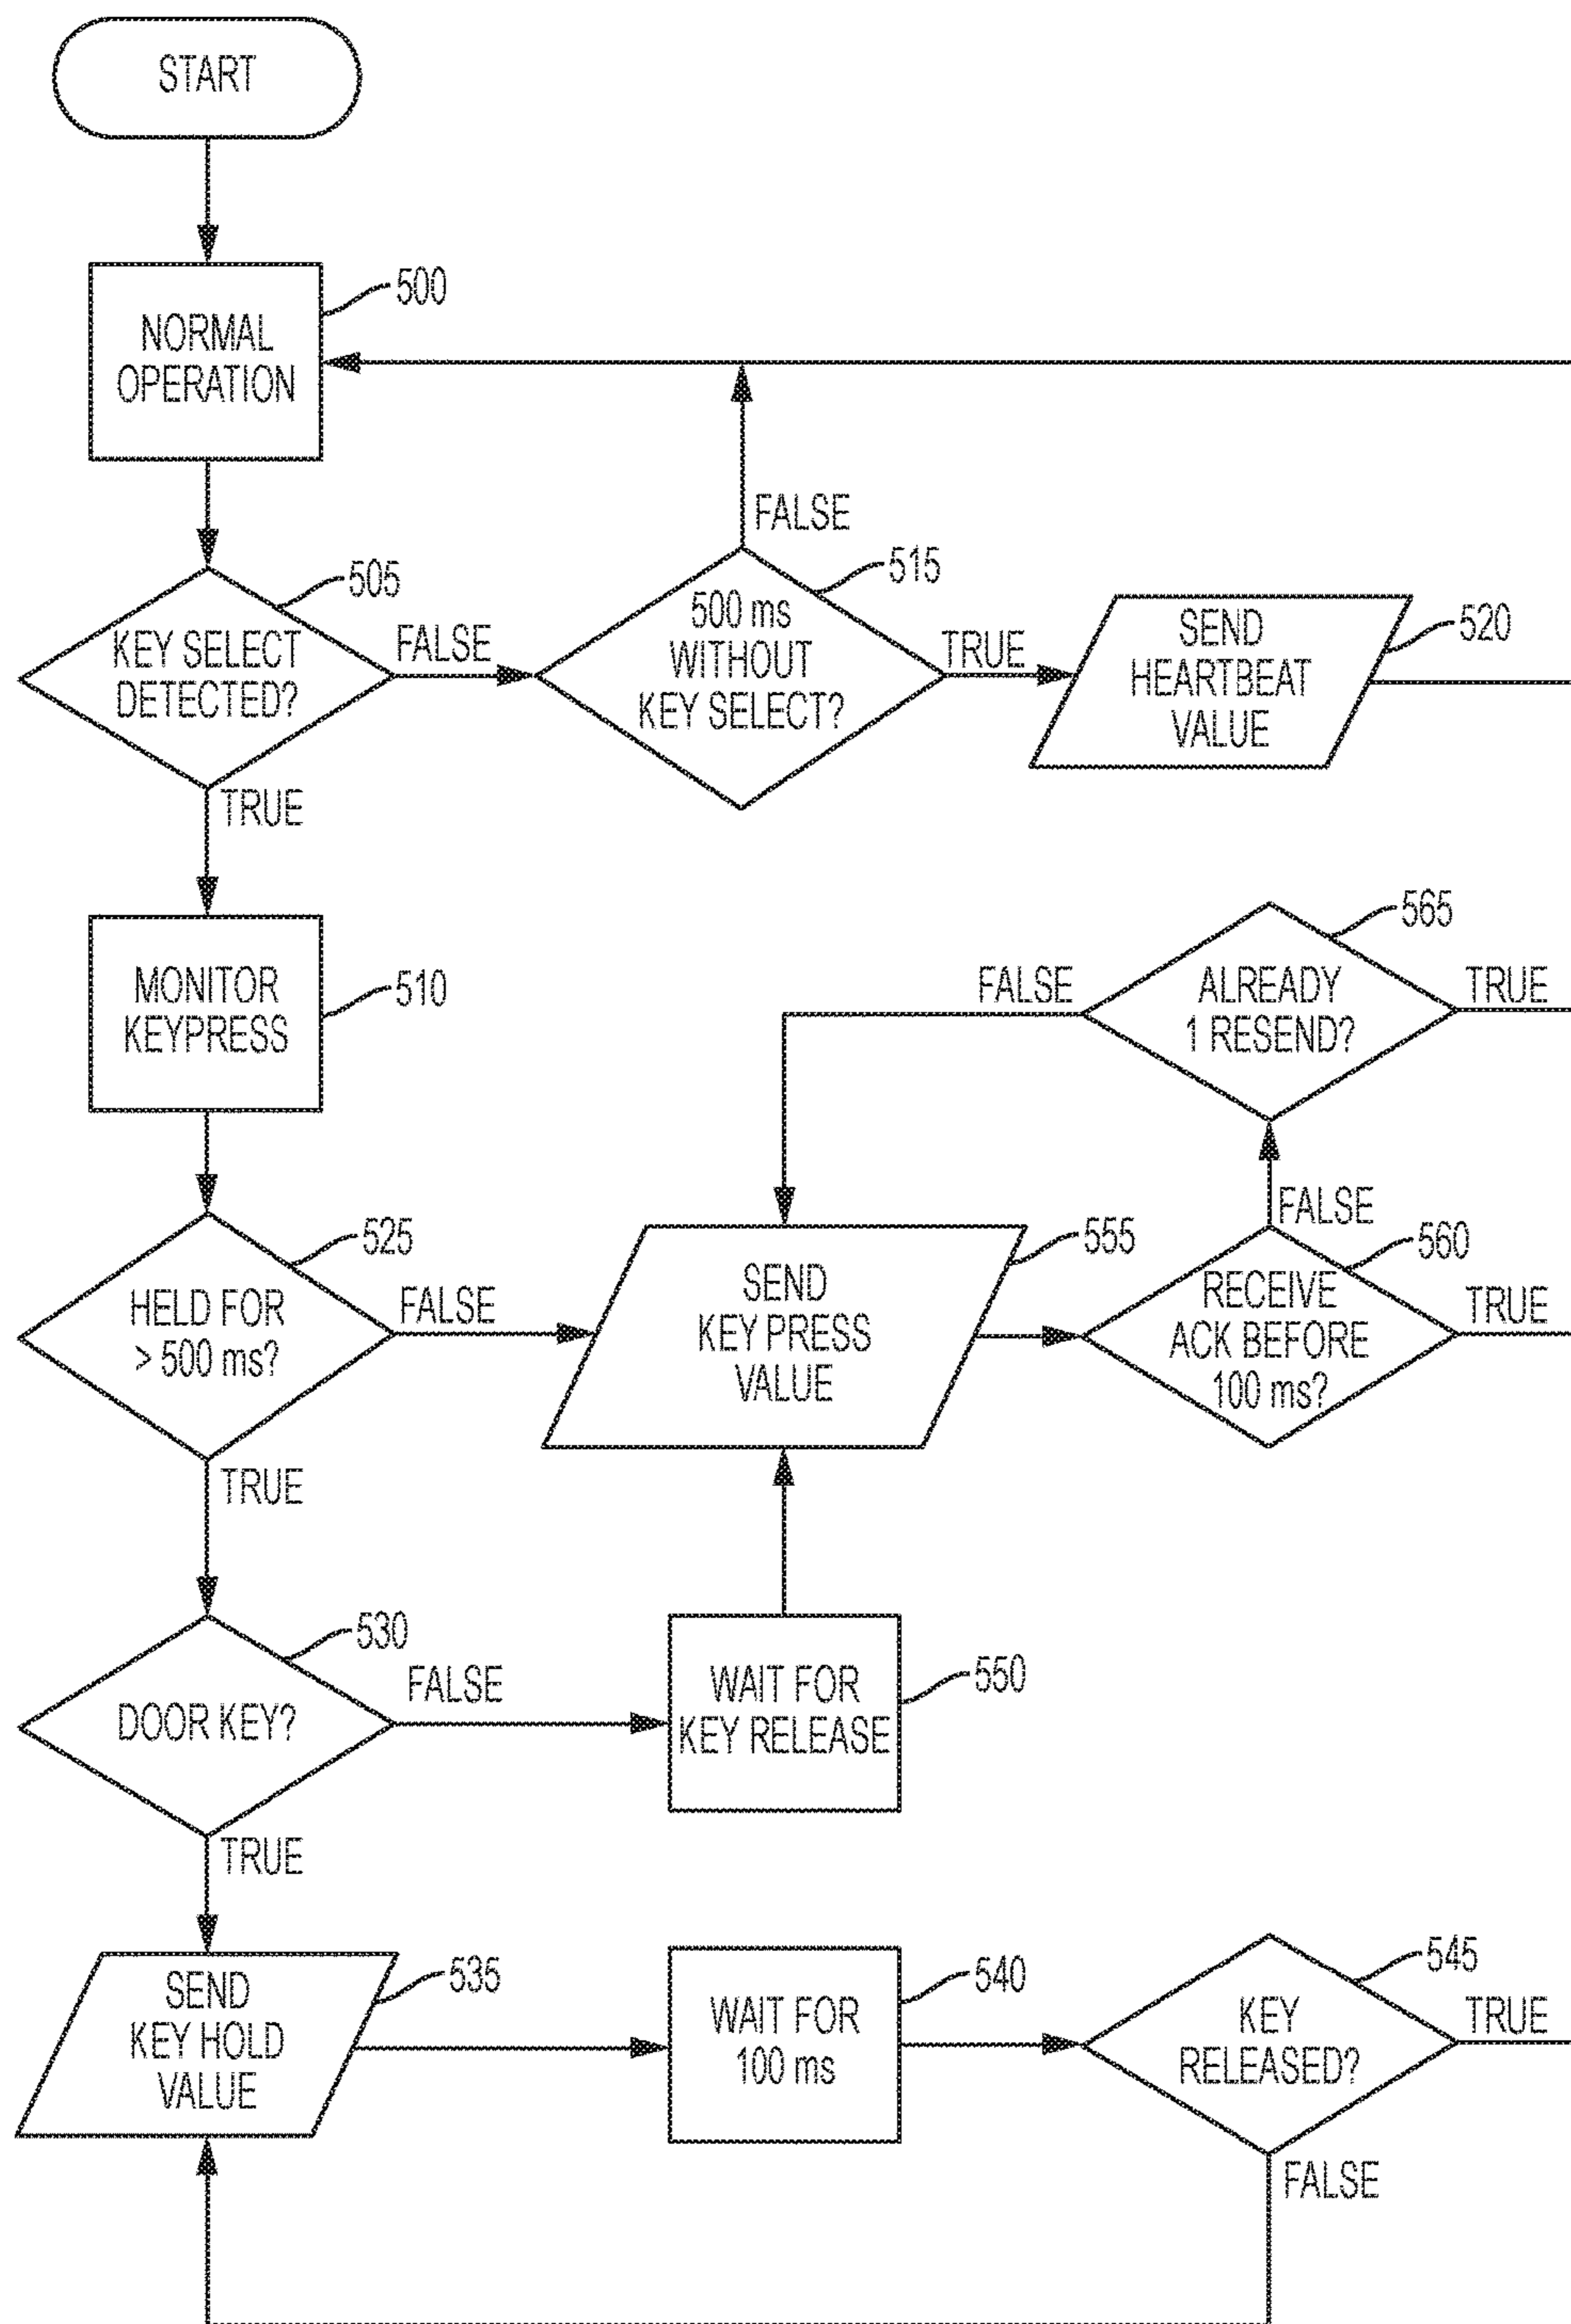 START
500
NORMAL
OPERATION
FALSE
505
KEY SELECT
DETECTED?
FALSE
515
500 ms
WITHOUT
KEY SELECT?
TRUE
SEND
HEARTBEAT
VALUE
520
TRUE
MONITOR
KEYPRESS
510
565
FALSE
ALREADY
1 RESEND?
TRUE
FALSE
525
HELD FOR
> 500 ms?
FALSE
SEND
KEY PRESS
VALUE
555
560
RECEIVE
ACK BEFORE
100 ms?
TRUE
TRUE
530
DOOR KEY?
FALSE
WAIT FOR
KEY RELEASE
550
TRUE
SEND
KEY HOLD
VALUE
535
WAIT FOR
100 ms
540
545
KEY
RELEASED?
TRUE
FALSE